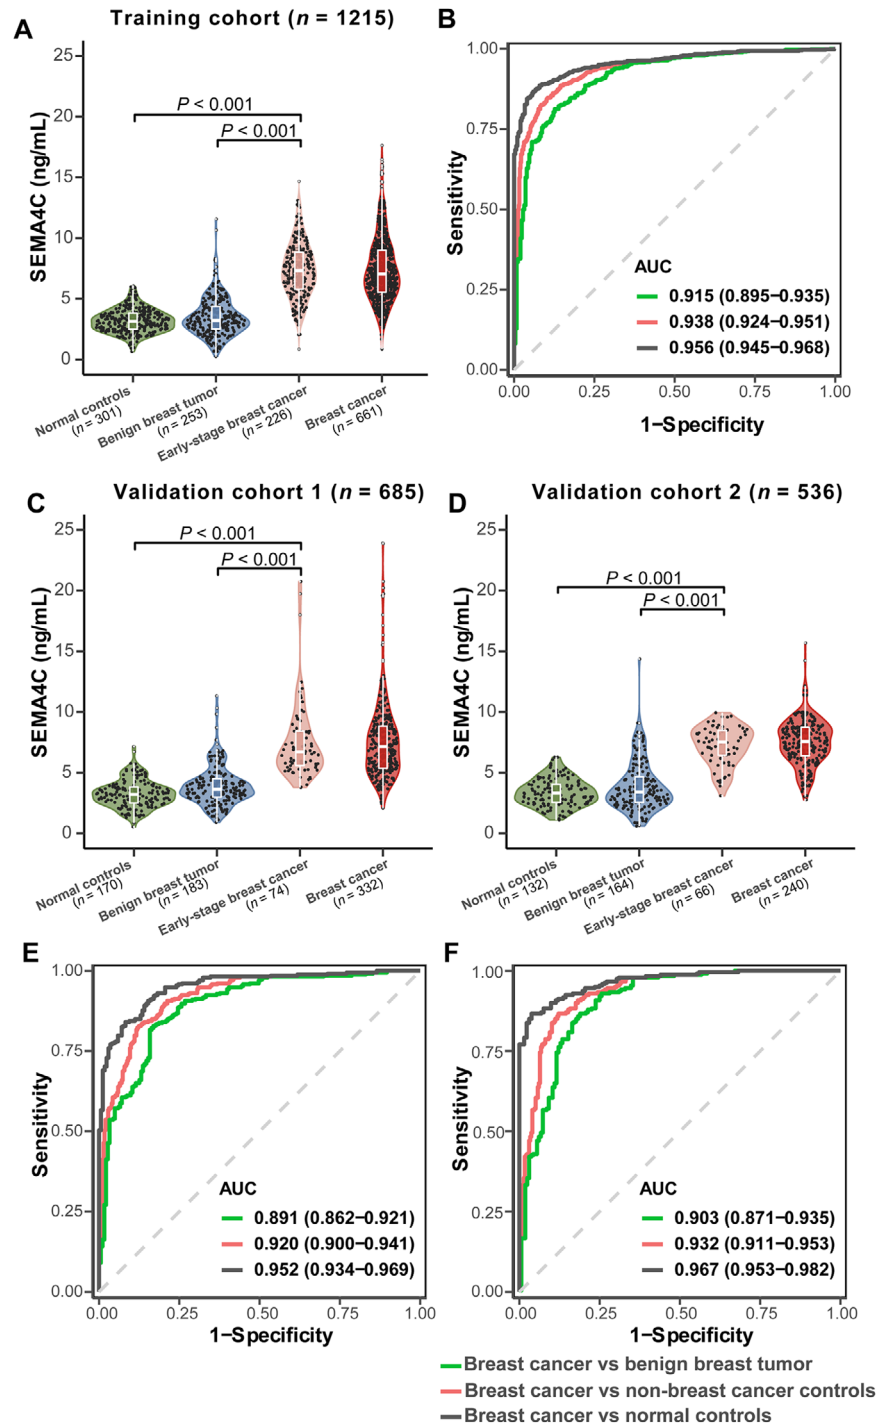 A
Training cohort (n = 1215)
SEMA4C (ng/mL)
25
20
15
10
5
0
P < 0.001
P < 0.001
Normal controls
(n = 301)
Benign breast tumor
(n = 253)
Early-stage breast cancer
(n = 226)
Breast cancer
(n = 661)
B
Sensitivity
1.00
0.75
0.50
0.25
0.00
AUC
0.915 (0.895−0.935)
0.938 (0.924−0.951)
0.956 (0.945−0.968)
0.00 0.25 0.50 0.75 1.00
1−Specificity
C
Validation cohort 1 (n = 685)
SEMA4C (ng/mL)
25
20
15
10
5
0
P < 0.001
P < 0.001
Normal controls
(n = 170)
Benign breast tumor
(n = 183)
Early-stage breast cancer
(n = 74)
Breast cancer
(n = 332)
D
Validation cohort 2 (n = 536)
SEMA4C (ng/mL)
25
20
15
10
5
0
P < 0.001
P < 0.001
Normal controls
(n = 132)
Benign breast tumor
(n = 164)
Early-stage breast cancer
(n = 66)
Breast cancer
(n = 240)
E
Sensitivity
1.00
0.75
0.50
0.25
0.00
AUC
0.891 (0.862−0.921)
0.920 (0.900−0.941)
0.952 (0.934−0.969)
0.00 0.25 0.50 0.75 1.00
1−Specificity
F
Sensitivity
1.00
0.75
0.50
0.25
0.00
AUC
0.903 (0.871−0.935)
0.932 (0.911−0.953)
0.967 (0.953−0.982)
0.00 0.25 0.50 0.75 1.00
1−Specificity
Breast cancer vs benign breast tumor
Breast cancer vs non-breast cancer controls
Breast cancer vs normal controls